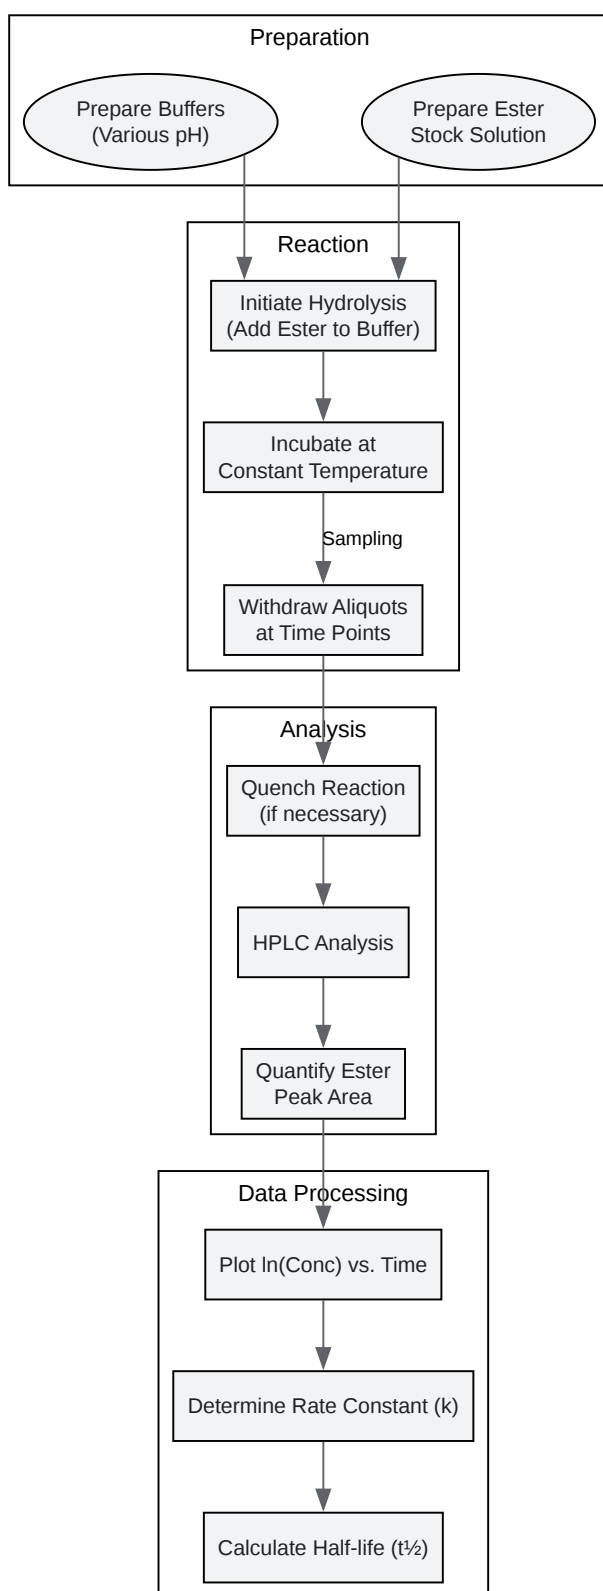 Preparation
Prepare Buffers
(Various pH)
Prepare Ester
Stock Solution
Reaction
Initiate Hydrolysis
(Add Ester to Buffer)
Incubate at
Constant Temperature
Sampling
Withdraw Aliquots
at Time Points
Analysis
Quench Reaction
(if necessary)
HPLC Analysis
Quantify Ester
Peak Area
Data Processing
Plot ln(Conc) vs. Time
Determine Rate Constant (k)
Calculate Half-life (t½)